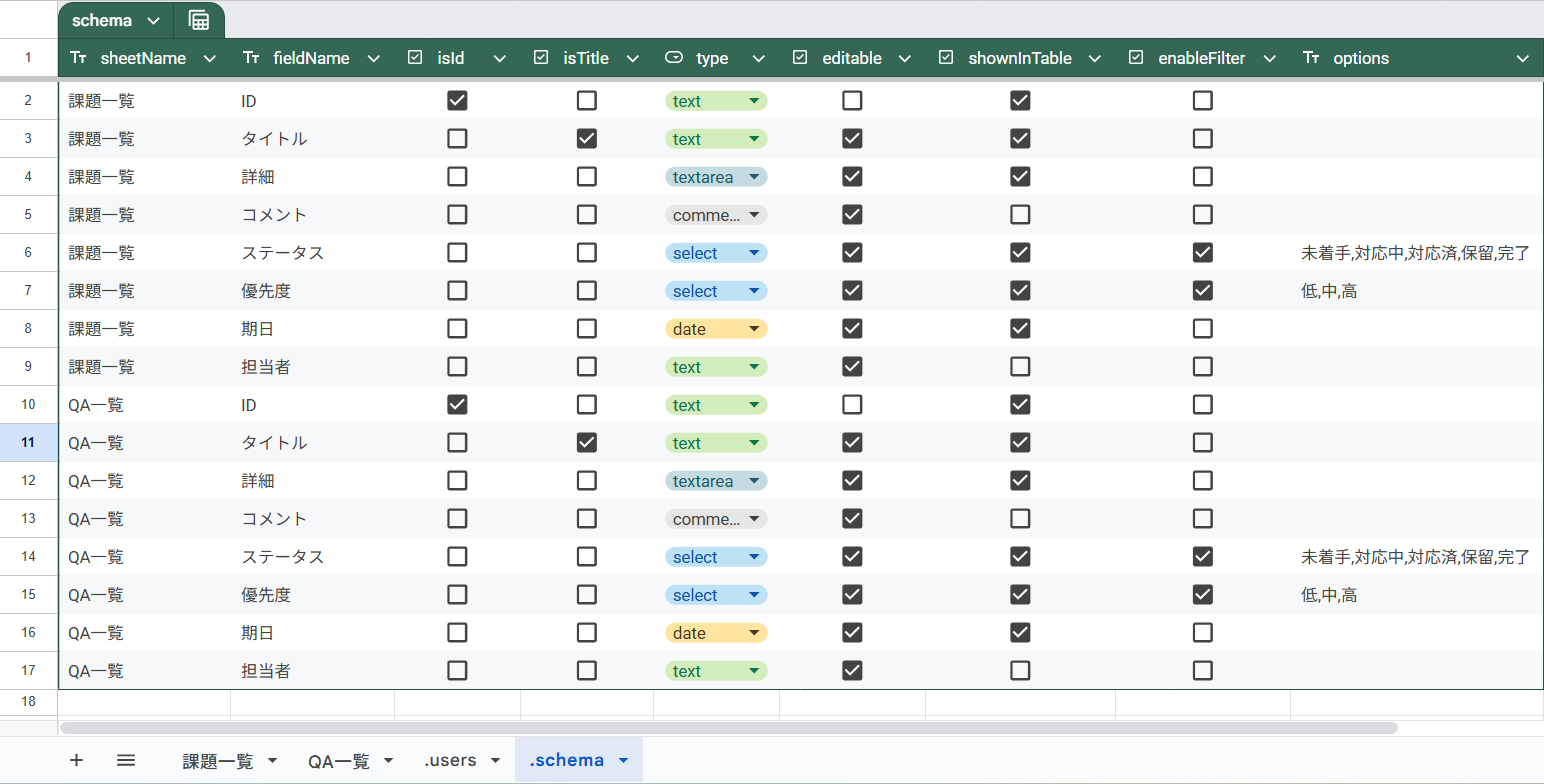 schema
1 sheetName fieldName isId isTitle type editable shownInTable enableFilter options
2 課題一覧 ID text
3 課題一覧 タイトル text
4 課題一覧 詳細 textarea
5 課題一覧 コメント comme...
6 課題一覧 ステータス select 未着手,対応中,対応済,保留,完了
7 課題一覧 優先度 select 低,中,高
8 課題一覧 期日 date
9 課題一覧 担当者 text
10 QA一覧 ID text
11 QA一覧 タイトル text
12 QA一覧 詳細 textarea
13 QA一覧 コメント comme...
14 QA一覧 ステータス select 未着手,対応中,対応済,保留,完了
15 QA一覧 優先度 select 低,中,高
16 QA一覧 期日 date
17 QA一覧 担当者 text
18
課題一覧 QA一覧 .users .schema